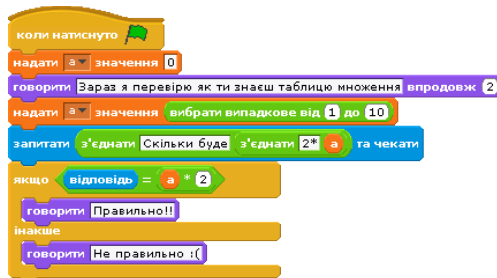 коли натиснуто
надати a значення 0
говорити Зараз я перевірю як ти знаєш таблицю множення впродовж 2
надати a значення вибрати випадкове від 1 до 10
запитати з'єднати Скільки буде з'єднати 2* a та чекати
якщо відповідь = a * 2
говорити Правильно!!
інакше
говорити Не правильно :(